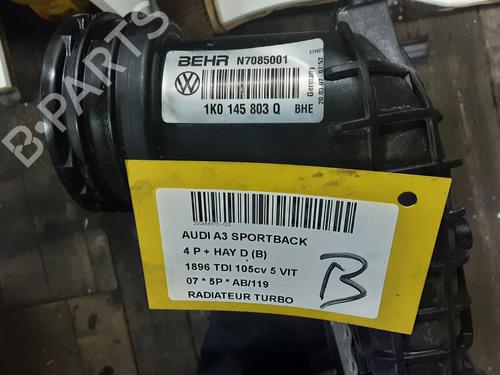 BEHR N7085001
1K0 145 803 Q BHE
Germany
AUDI A3 SPORTBACK
4 P + HAY D (B)
1896 TDI 105cv 5 VIT
07 * 5P * AB/119
RADIATEUR TURBO
B
B-PARTS